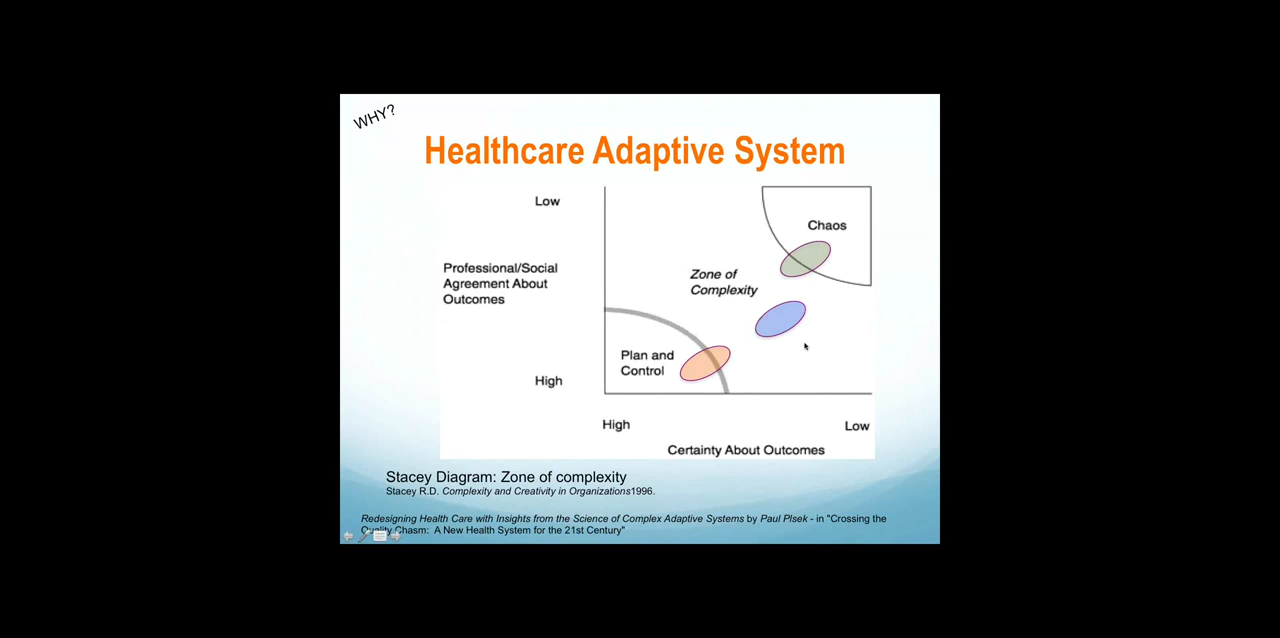 WHY?
Healthcare Adaptive System
Low
Professional/Social
Agreement About
Outcomes
High
Chaos
Zone of
Complexity
Plan and
Control
High
Low
Certainty About Outcomes
Stacey Diagram: Zone of complexity
Stacey R.D. Complexity and Creativity in Organizations1996.
Redesigning Health Care with Insights from the Science of Complex Adaptive Systems by Paul Plsek - in "Crossing the
Quality Chasm: A New Health System for the 21st Century"